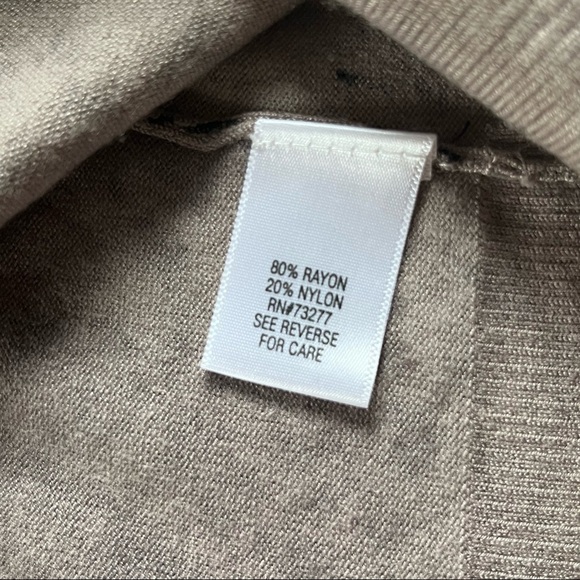 80% RAYON
20% NYLON
RN#73277
SEE REVERSE
FOR CARE